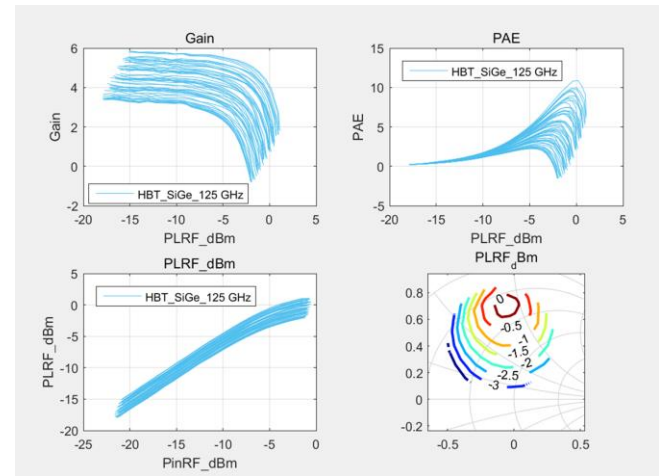 Gain
6
4
2
0
-2
Gain
HBT_SiGe_125 GHz
-20 -15 -10 -5 0 5
PLRF_dBm
PAE
15
10
5
0
-5
PAE
HBT_SiGe_125 GHz
-20 -15 -10 -5 0 5
PLRF_dBm
PLRF_dBm
5
0
-5
-10
-15
-20
PLRF_dBm
HBT_SiGe_125 GHz
-25 -20 -15 -10 -5 0
PinRF_dBm
PLRFdBm
0.8
0.6
0.4
0.2
0
-0.2
0
-0.5
-1
-1.5
-2
-2.5
-3
-0.5 0 0.5